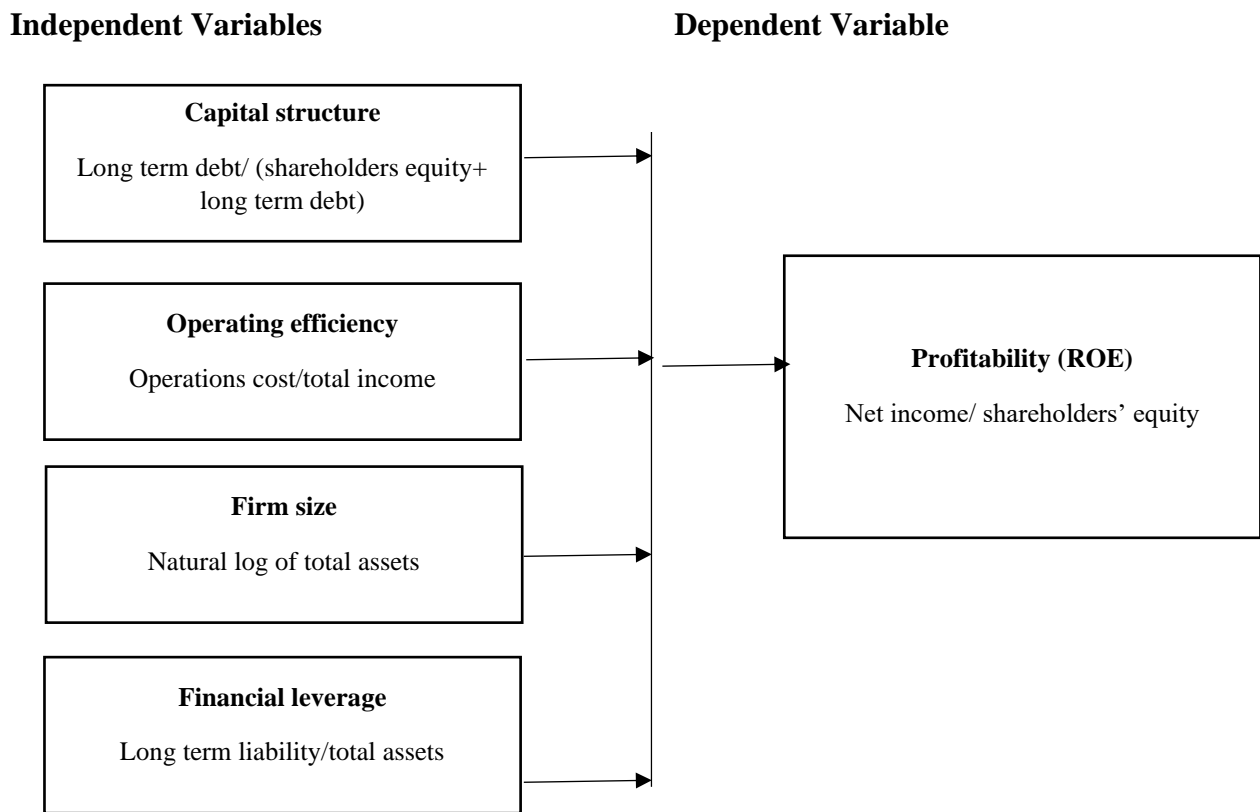 Independent Variables
Dependent Variable
Capital structure
Long term debt/ (shareholders equity+
long term debt)
Operating efficiency
Operations cost/total income
Firm size
Natural log of total assets
Financial leverage
Long term liability/total assets
Profitability (ROE)
Net income/ shareholders’ equity